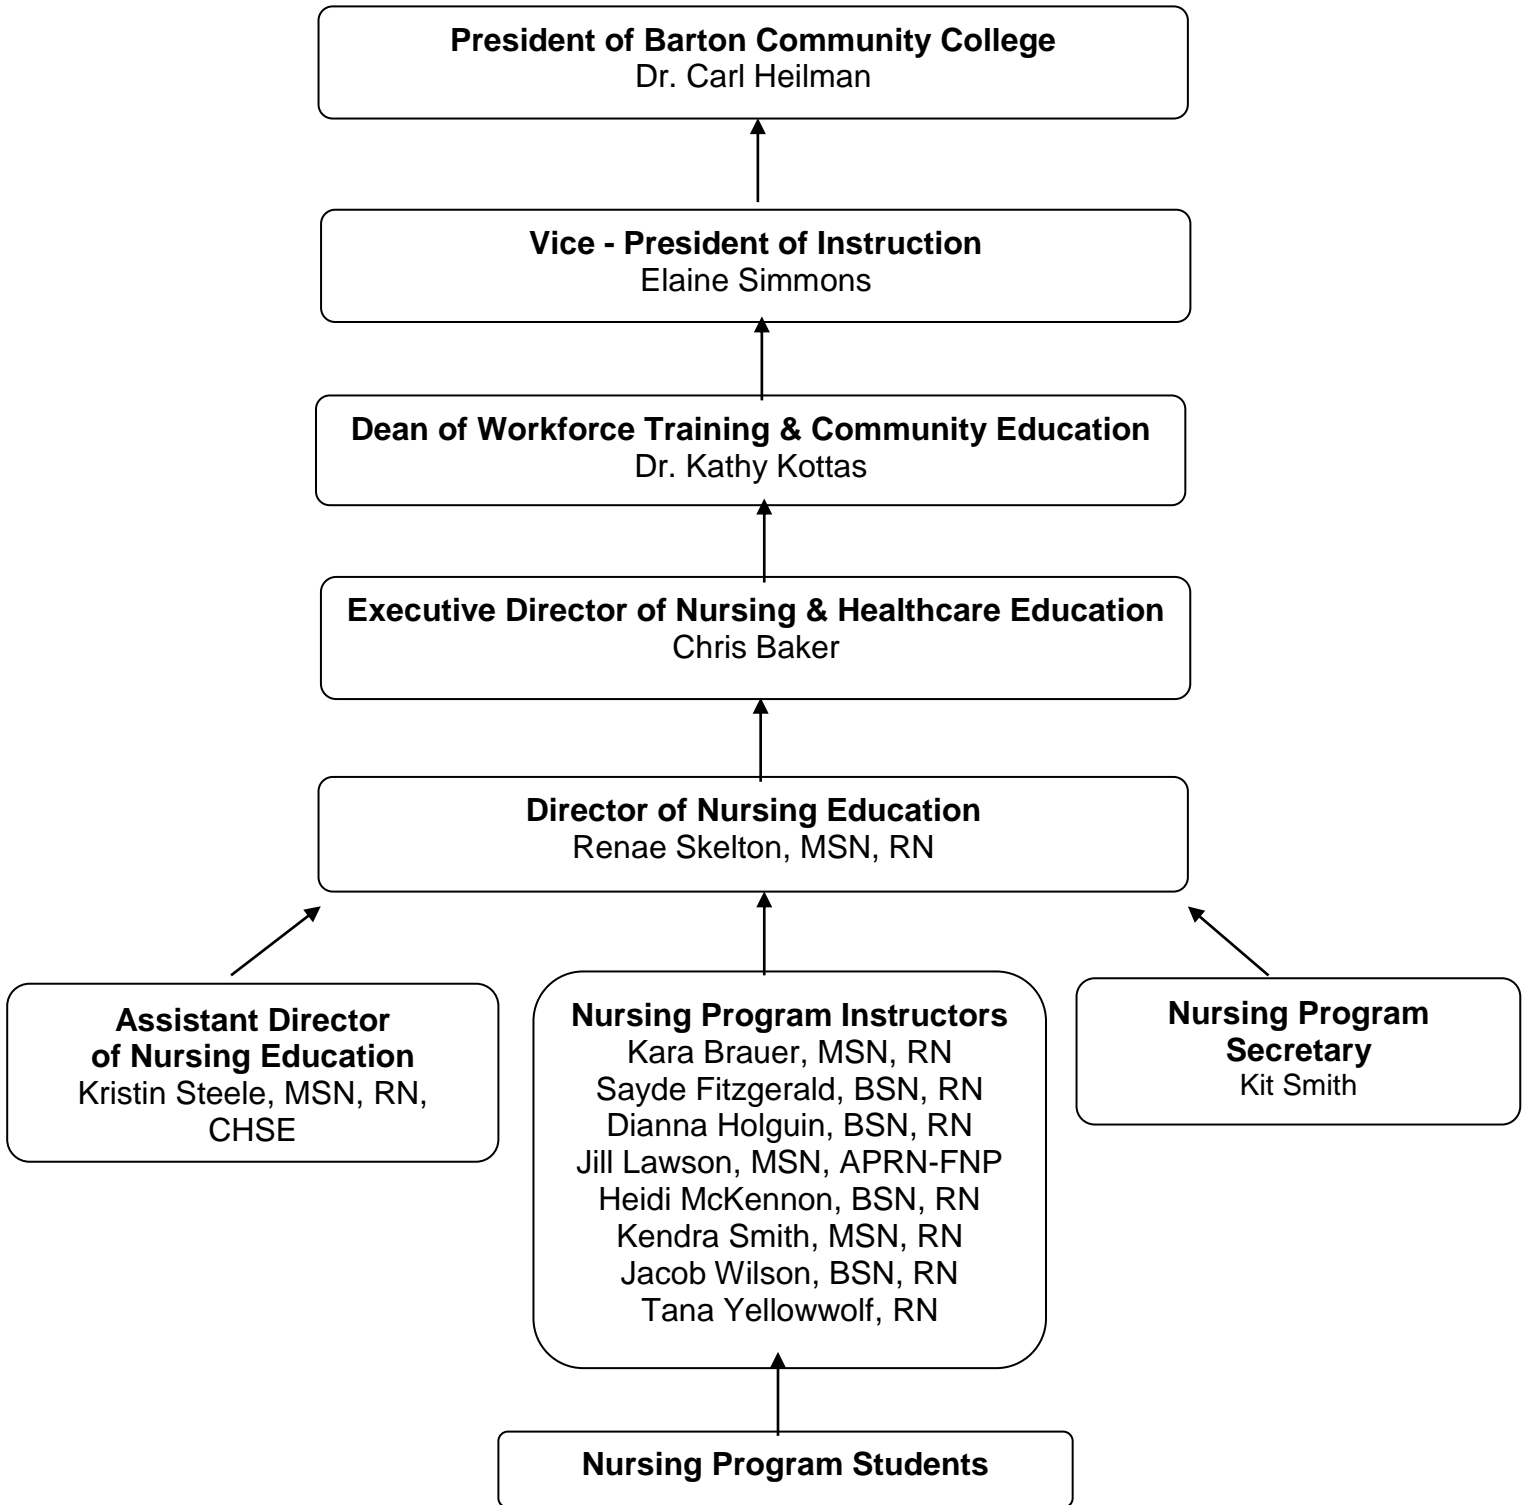 President of Barton Community College
Dr. Carl Heilman
Vice - President of Instruction
Elaine Simmons
Dean of Workforce Training & Community Education
Dr. Kathy Kottas
Executive Director of Nursing & Healthcare Education
Chris Baker
Director of Nursing Education
Renae Skelton, MSN, RN
Assistant Director
of Nursing Education
Kristin Steele, MSN, RN,
CHSE
Nursing Program Instructors
Kara Brauer, MSN, RN
Sayde Fitzgerald, BSN, RN
Dianna Holguin, BSN, RN
Jill Lawson, MSN, APRN-FNP
Heidi McKennon, BSN, RN
Kendra Smith, MSN, RN
Jacob Wilson, BSN, RN
Tana Yellowwolf, RN
Nursing Program
Secretary
Kit Smith
Nursing Program Students